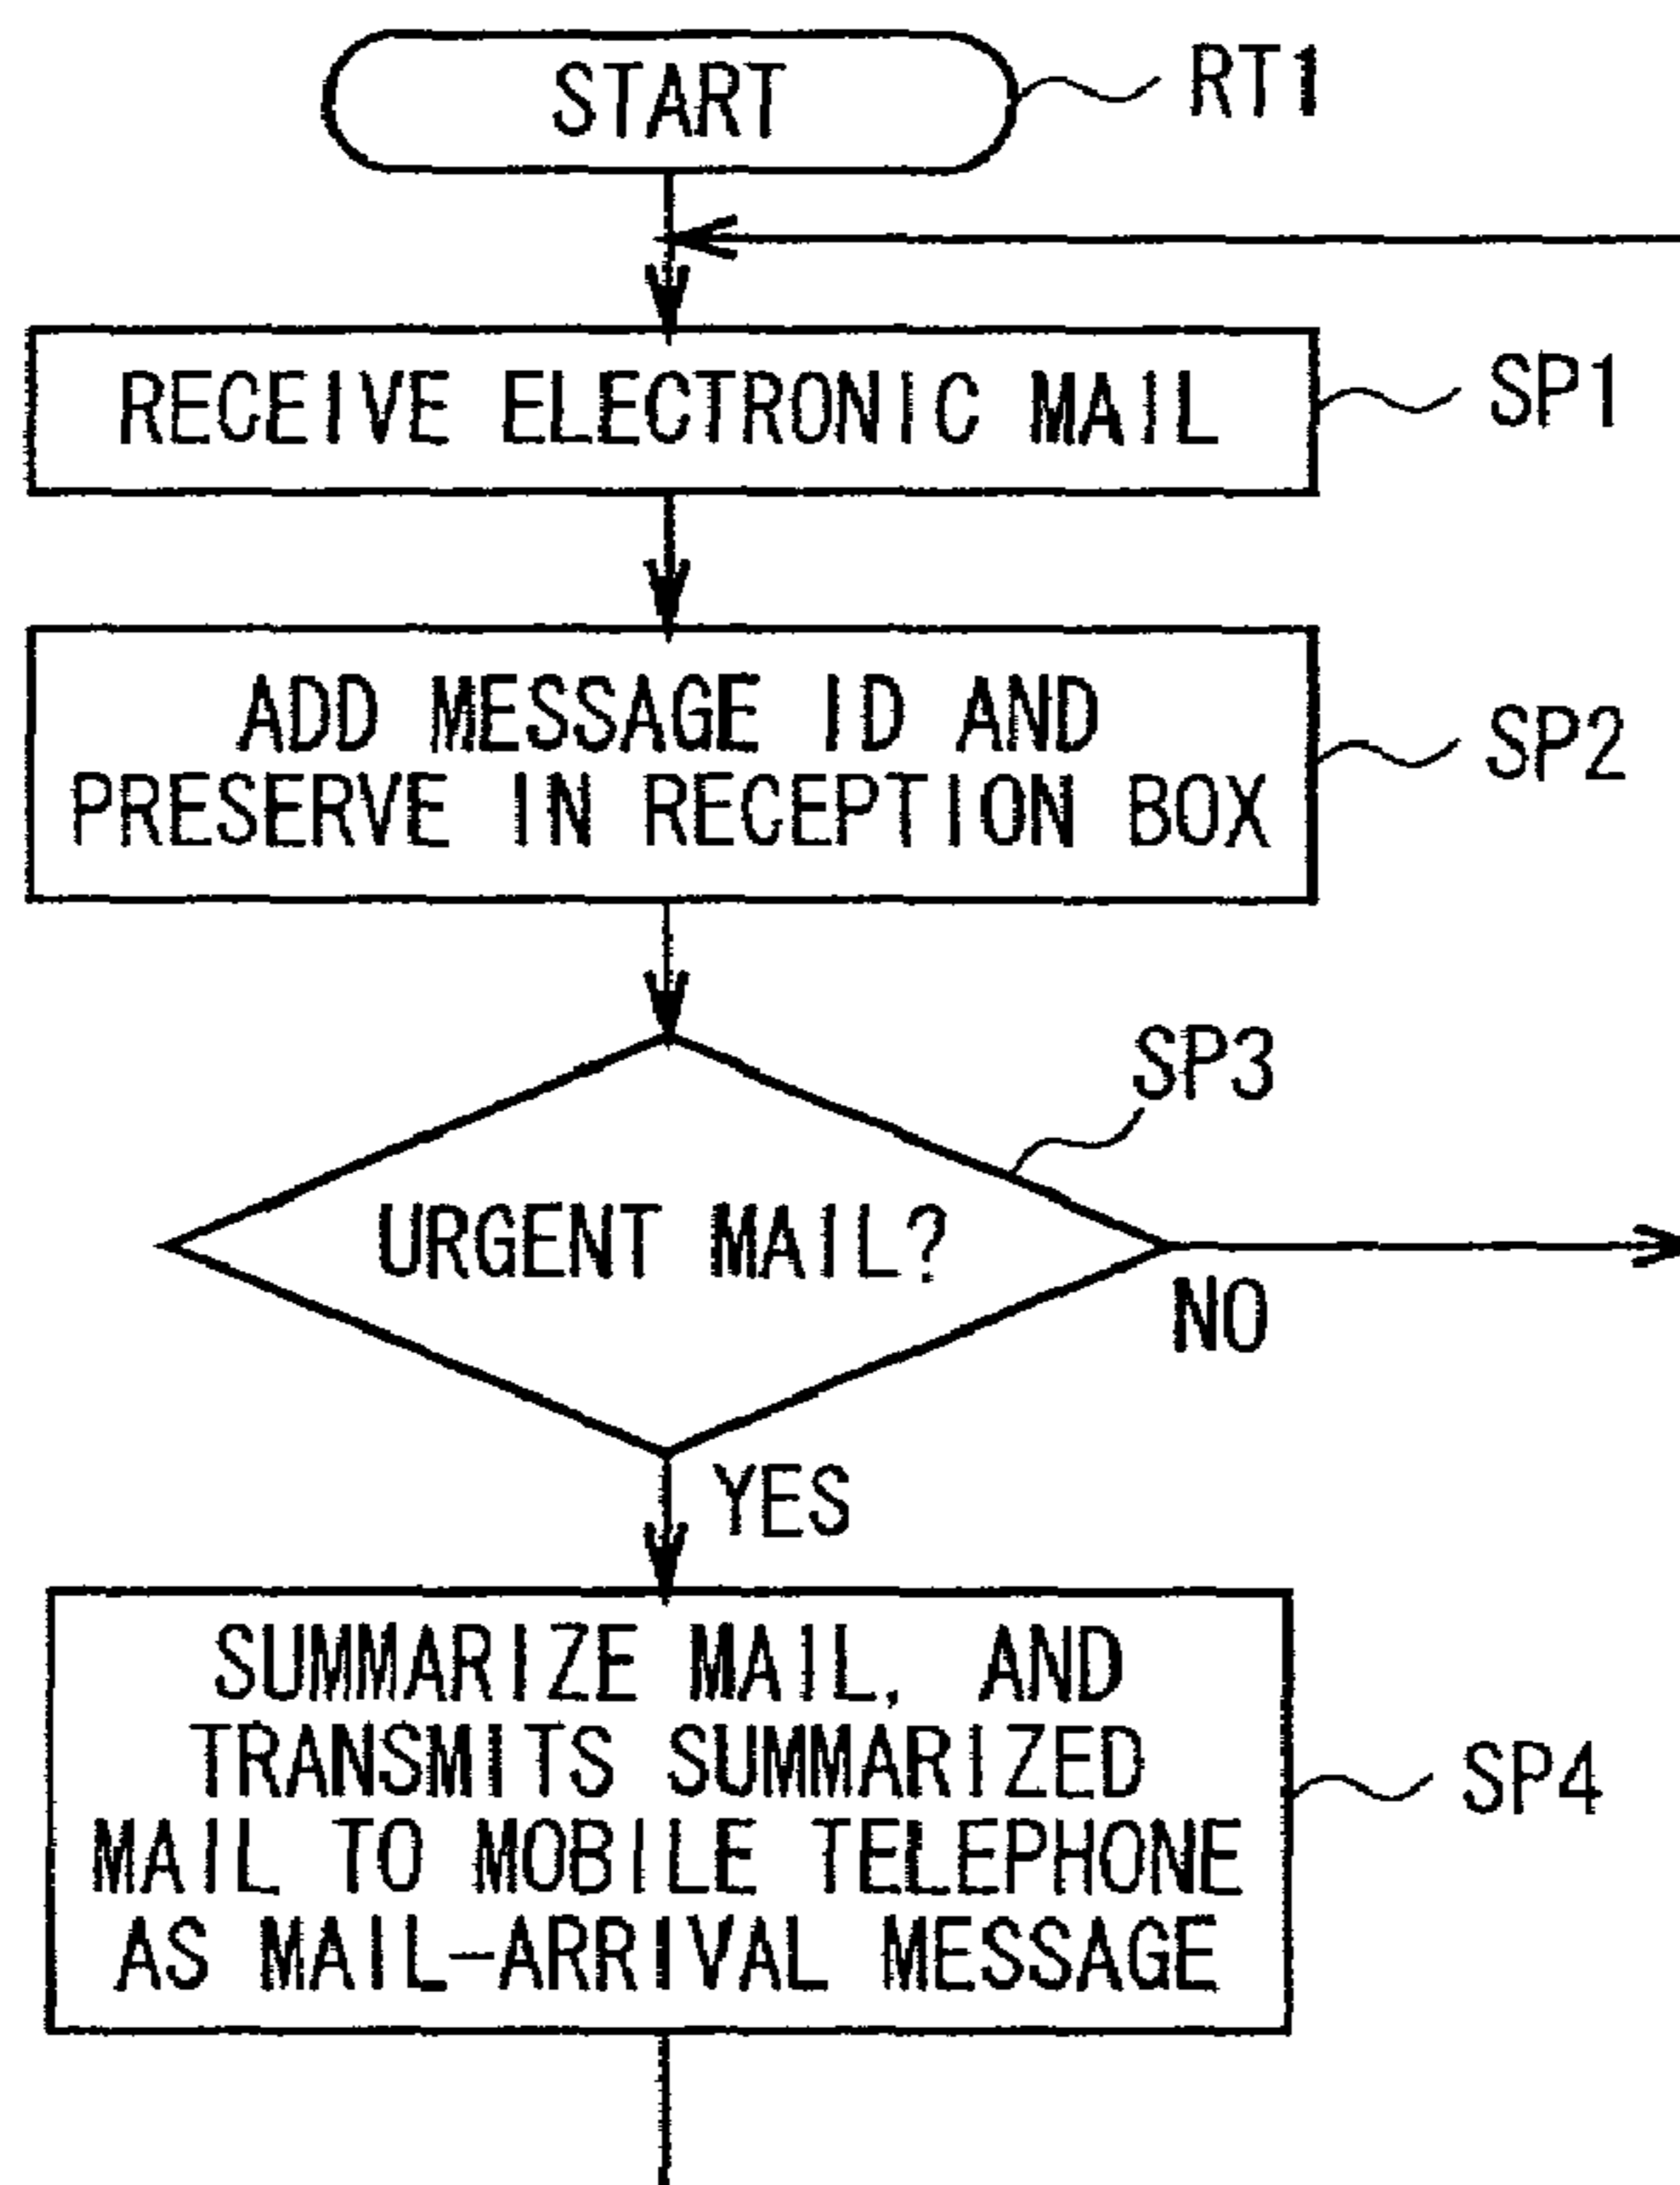 START
RT1
RECEIVE ELECTRONIC MAIL
SP1
ADD MESSAGE ID AND
PRESERVE IN RECEPTION BOX
SP2
SP3
URGENT MAIL?
NO
YES
SUMMARIZE MAIL, AND
TRANSMITS SUMMARIZED
MAIL TO MOBILE TELEPHONE
AS MAIL-ARRIVAL MESSAGE
SP4